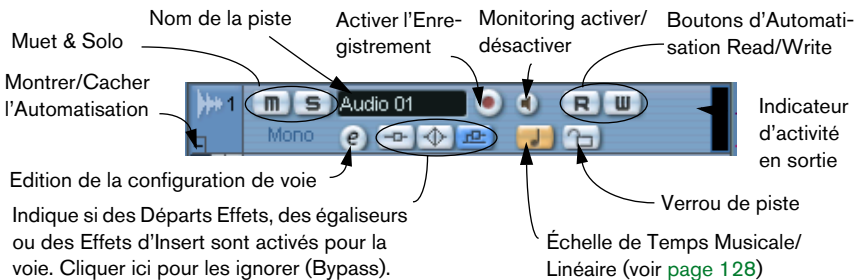 Nom de la piste
Activer l'Enre-
gistrement
Monitoring activer/
désactiver
Boutons d'Automati-
sation Read/Write
Muet & Solo
Montrer/Cacher
l'Automatisation
1
M S Audio 01 R W
Mono e
Indicateur
d'activité
en sortie
Edition de la configuration de voie
Indique si des Départs Effets, des égaliseurs
ou des Effets d'Insert sont activés pour la
voie. Cliquer ici pour les ignorer (Bypass).
Verrou de piste
Échelle de Temps Musicale/
Linéaire (voir page 128)